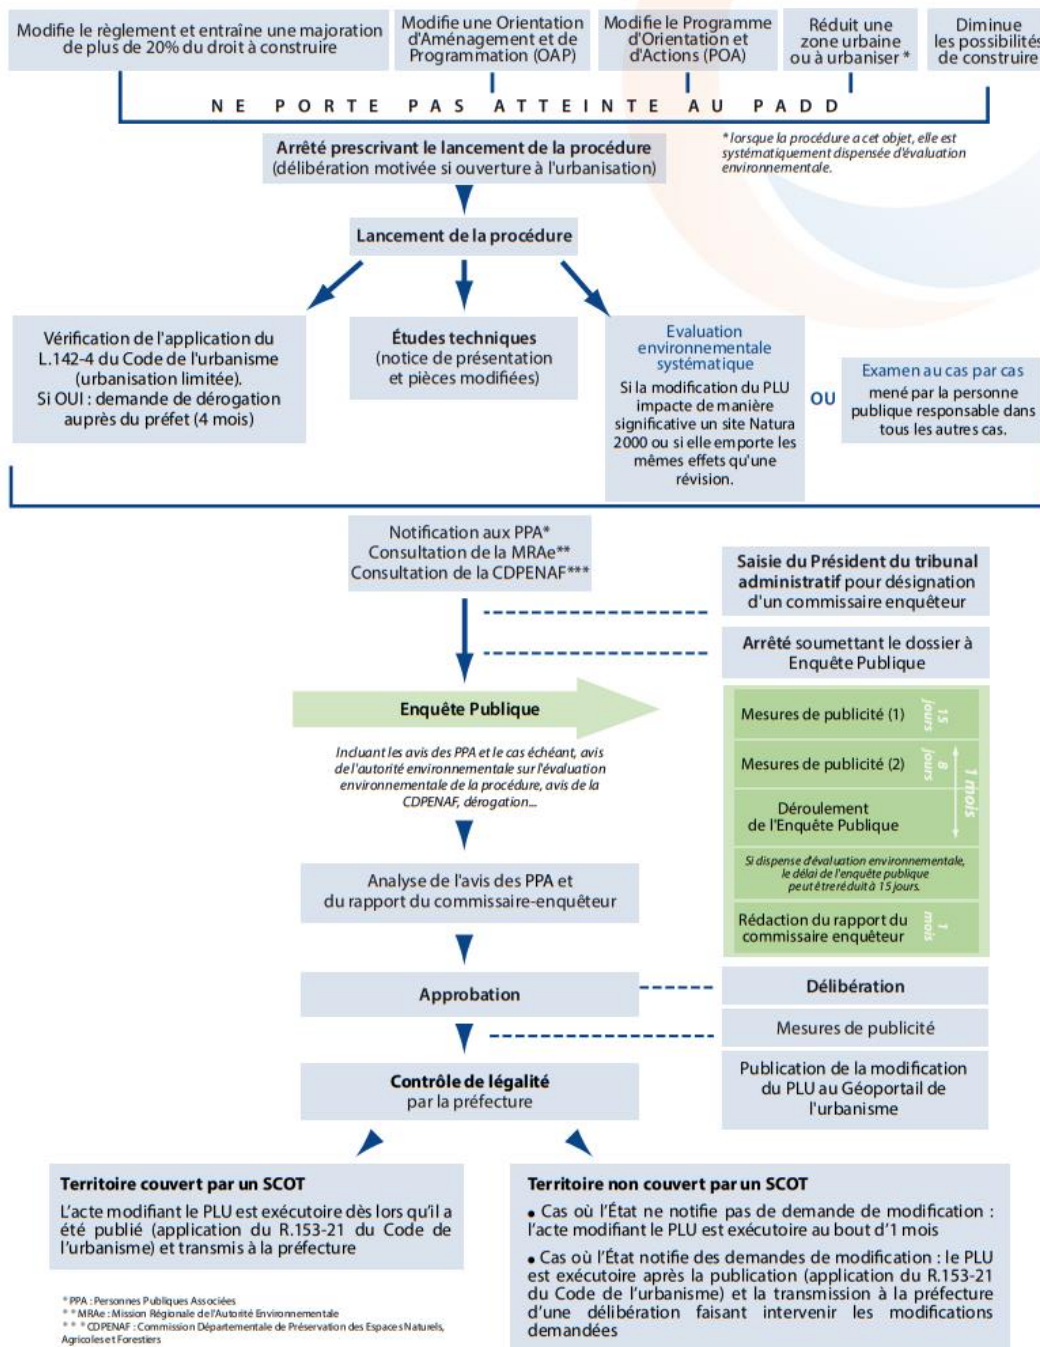 Modifie le règlement et entraîne une majoration
de plus de 20% du droit à construire
Modifie une Orientation
d'Aménagement et de
Programmation (OAP)
Modifie le Programme
d'Orientation et
d'Actions (POA)
Réduit une
zone urbaine
ou à urbaniser *
Diminue
les possibilités
de construire
NE PORTE PAS ATTEINTE AU PADD
Arrêté prescrivant le lancement de la procédure
(délibération motivée si ouverture à l'urbanisation)
* lorsque la procédure a cet objet, elle est
systématiquement dispensée d'évaluation
environnementale.
Lancement de la procédure
Vérification de l'application du
L.142-4 du Code de l'urbanisme
(urbanisation limitée).
Si OUI : demande de dérogation
auprès du préfet (4 mois)
Études techniques
(notice de présentation
et pièces modifiées)
Evaluation
environnementale
systématique
Si la modification du PLU
impacte de manière
significative un site Natura
2000 ou si elle emporte les
mêmes effets qu'une
révision.
OU
Examen au cas par cas
mené par la personne
publique responsable dans
tous les autres cas.
Notification aux PPA*
Consultation de la MRAe**
Consultation de la CDPENAF***
Saisie du Président du tribunal
administratif pour désignation
d'un commissaire enquêteur
Arrêté soumettant le dossier à
Enquête Publique
Enquête Publique
Incluant les avis des PPA et le cas échéant, avis
de l'autorité environnementale sur l'évaluation
environnementale de la procédure, avis de la
CDPENAF, dérogation...
Mesures de publicité (1)
15
jours
Mesures de publicité (2)
8
jours
1 mois
Déroulement
de l'Enquête Publique
Si dispense d'évaluation environnementale,
le délai de l'enquête publique
peut être réduit à 15 jours.
Rédaction du rapport du
commissaire enquêteur
1
mois
Analyse de l'avis des PPA et
du rapport du commissaire-enquêteur
Approbation
Délibération
Mesures de publicité
Publication de la modification
du PLU au Géoportail de
l'urbanisme
Contrôle de légalité
par la préfecture
Territoire couvert par un SCOT
L'acte modifiant le PLU est exécutoire dès lors qu'il a
été publié (application du R.153-21 du Code de
l'urbanisme) et transmis à la préfecture
Territoire non couvert par un SCOT
• Cas où l'État ne notifie pas de demande de modification :
l'acte modifiant le PLU est exécutoire au bout d'1 mois
• Cas où l'État notifie des demandes de modification : le PLU
est exécutoire après la publication (application du R.153-21
du Code de l'urbanisme) et la transmission à la préfecture
d'une délibération faisant intervenir les modifications
demandées
* PPA : Personnes Publiques Associées
* * MRAe : Mission Régionale de l'Autorité Environnementale
* * * CDPENAF : Commission Départementale de Préservation des Espaces Naturels,
Agricoles et Forestiers